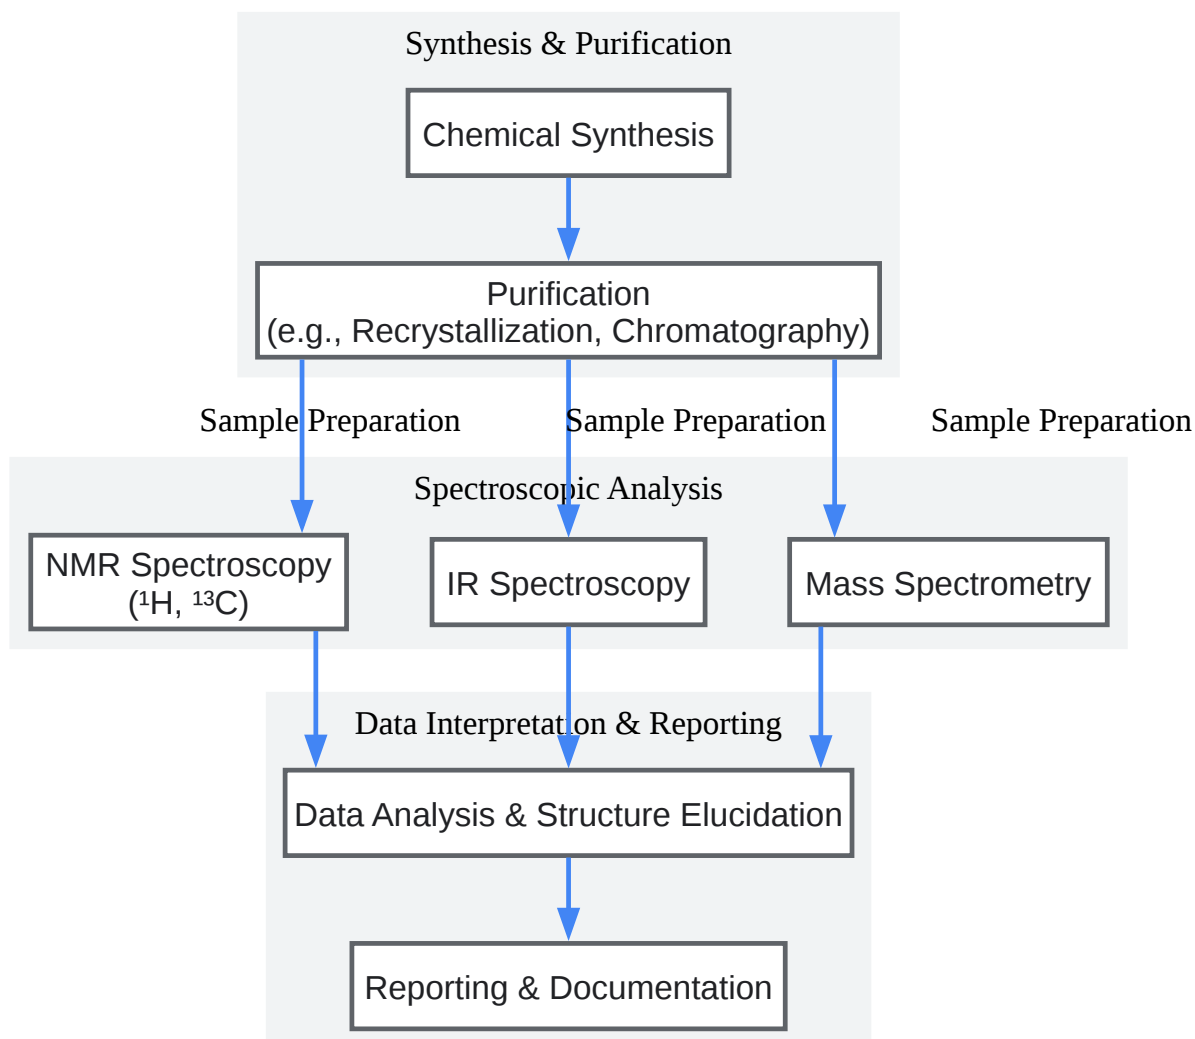 Synthesis & Purification
Chemical Synthesis
Purification
(e.g., Recrystallization, Chromatography)
Sample Preparation
Sample Preparation
Sample Preparation
Spectroscopic Analysis
NMR Spectroscopy
(¹H, ¹³C)
IR Spectroscopy
Mass Spectrometry
Data Interpretation & Reporting
Data Analysis & Structure Elucidation
Reporting & Documentation